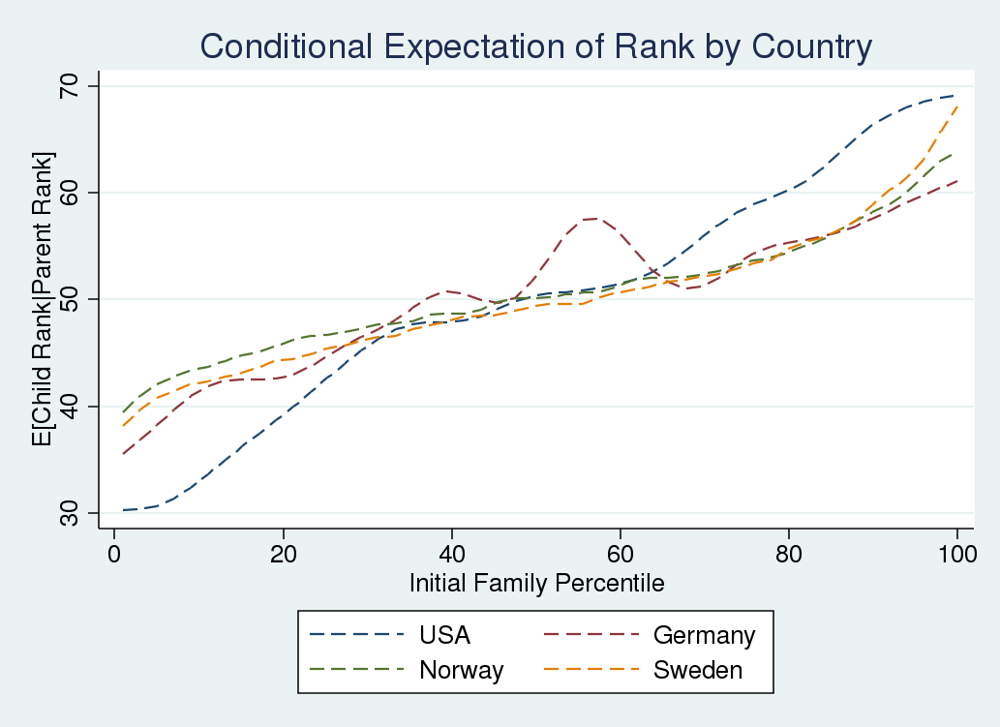 Conditional Expectation of Rank by Country
E[Child Rank|Parent Rank]
70
60
50
40
30
0 20 40 60 80 100
Initial Family Percentile
USA Germany
Norway Sweden